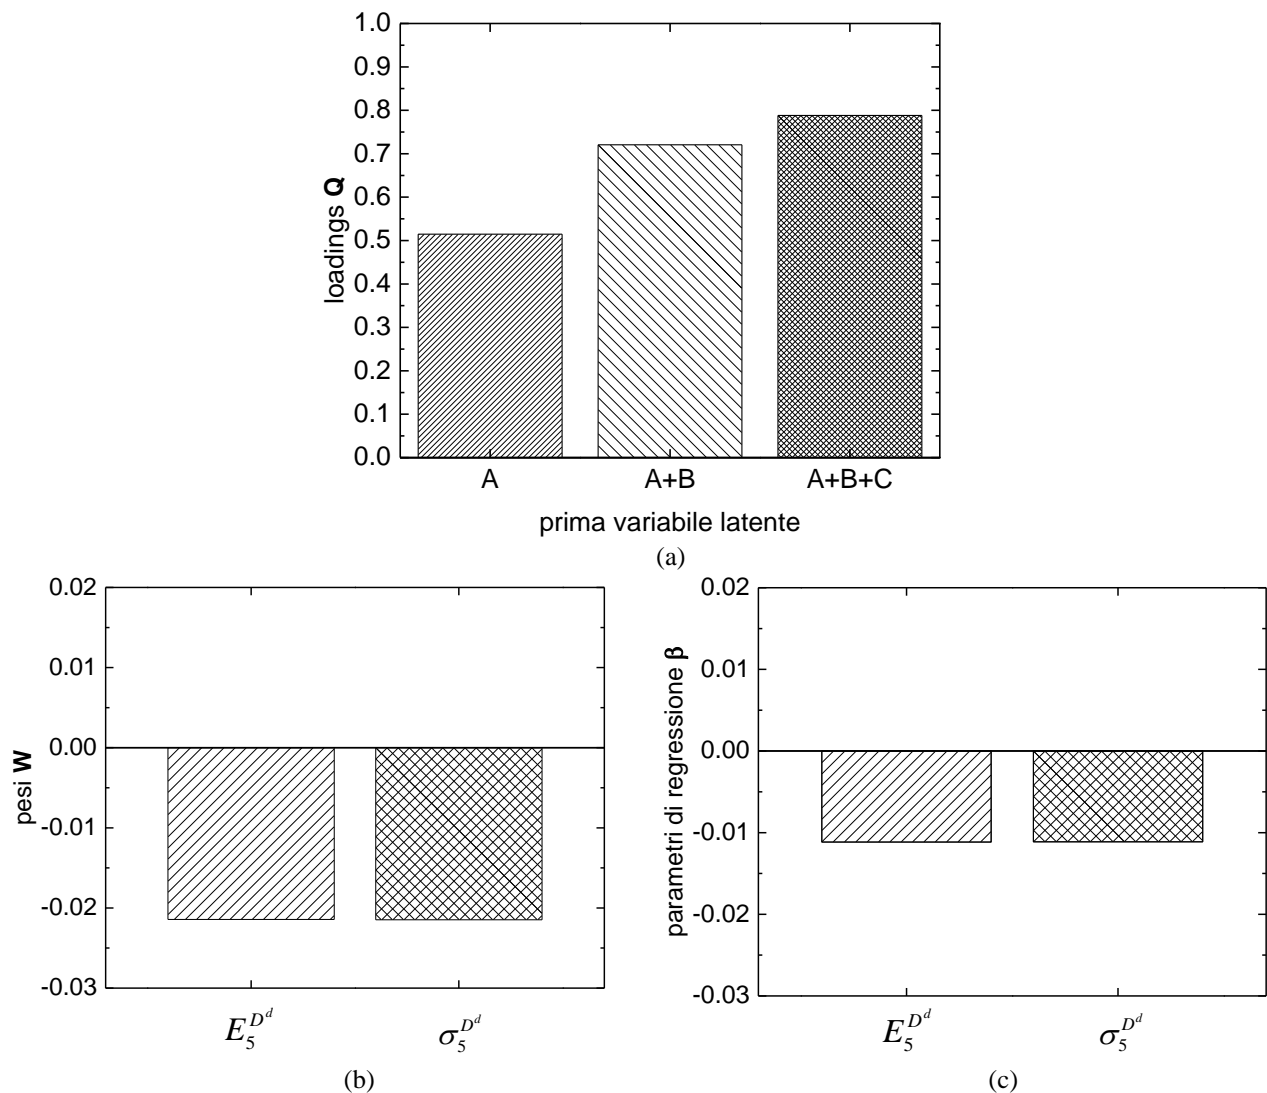 1.0
0.9
0.8
0.7
0.6
0.5
0.4
0.3
0.2
0.1
0.0
loadings Q
A A+B A+B+C
prima variabile latente
(a)
0.02
0.01
0.00
-0.01
-0.02
-0.03
pesi W
E_5^{D^d} σ_5^{D^d}
(b)
0.02
0.01
0.00
-0.01
-0.02
-0.03
parametri di regressione β
E_5^{D^d} σ_5^{D^d}
(c)